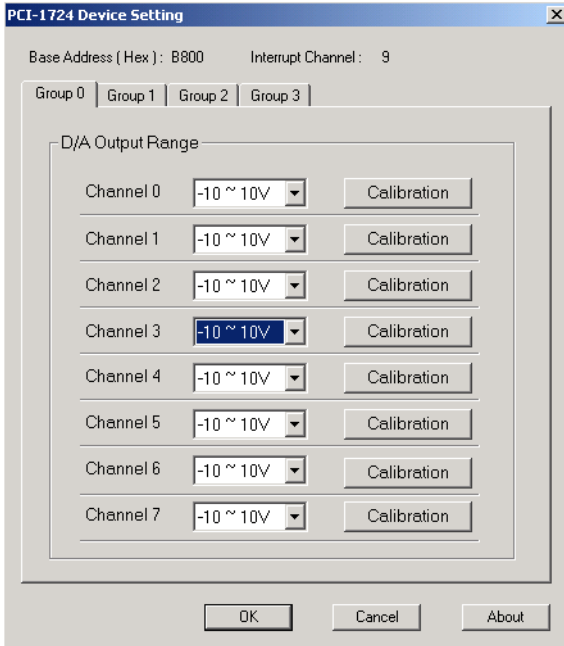 PCI-1724 Device Setting
Base Address ( Hex ) : B800 Interrupt Channel : 9
Group 0 Group 1 Group 2 Group 3
D/A Output Range
Channel 0 -10 ~ 10V Calibration
Channel 1 -10 ~ 10V Calibration
Channel 2 -10 ~ 10V Calibration
Channel 3 -10 ~ 10V Calibration
Channel 4 -10 ~ 10V Calibration
Channel 5 -10 ~ 10V Calibration
Channel 6 -10 ~ 10V Calibration
Channel 7 -10 ~ 10V Calibration
OK Cancel About